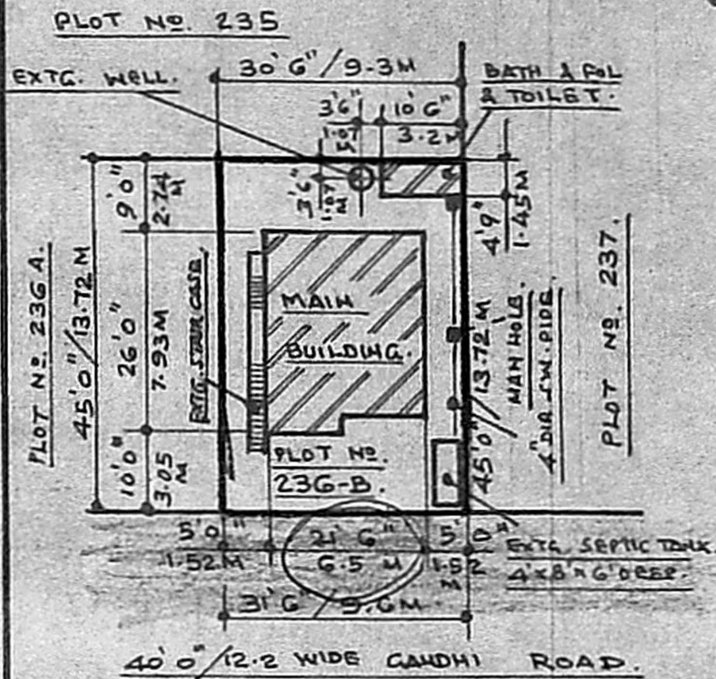 PLOT No. 235
30'6"/9.3M
EXTG. WELL.
BATH & FOL
& TOILET.
3'6" 10'6"
1.07 M 3.2 M
9'0"
2.74 M
3'6"
1.07 M
4'9"
1.45M
PLOT No. 236 A.
45'0"/13.72 M
26'0"
7.93M
EXTG. STAIR CASE.
MAIN
BUILDING.
45'0"/13.72'M
MAN HOLE.
4" DIA S.W. PIPE.
PLOT No. 237.
10'0"
3.05 M
PLOT No.
236-B.
5'0" 21'6" 5'0"
1.52M 6.5 M 1.52 M
EXTG. SEPTIC TANK
4'x8'x6'DEEP.
31'6"/9.6M
40'0"/12.2 WIDE GANDHI ROAD.